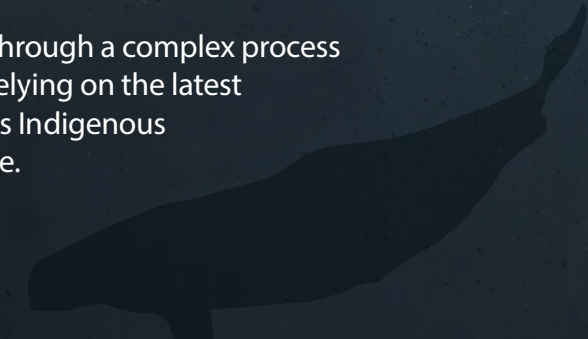 hrough a complex process
elying on the latest
s Indigenous
e.